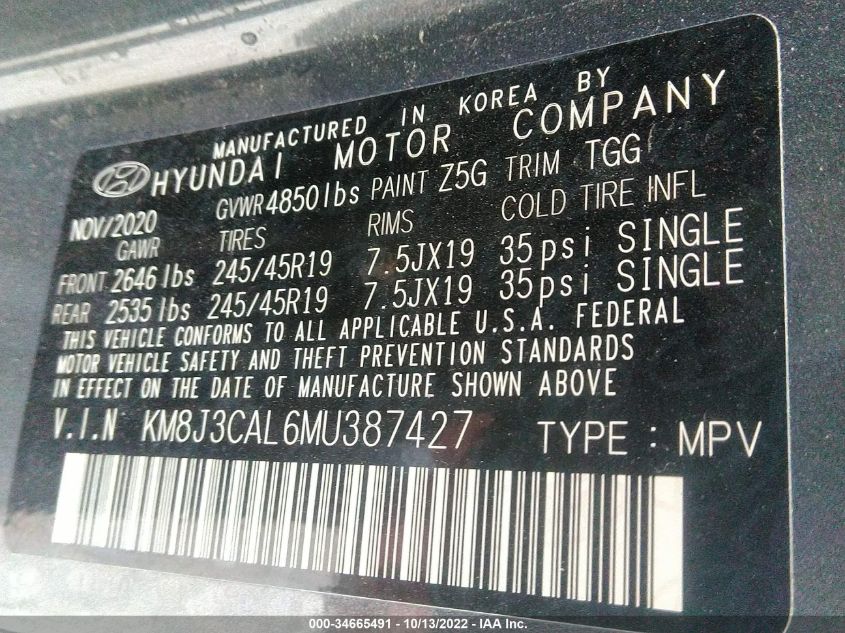 MANUFACTURED IN KOREA BY
HYUNDAI MOTOR COMPANY
NOV/2020 GVWR 4850 lbs PAINT Z5G TRIM TGG
GAWR TIRES RIMS COLD TIRE INFL
FRONT 2646 lbs 245/45R19 7.5JX19 35psi SINGLE
REAR 2535 lbs 245/45R19 7.5JX19 35psi SINGLE
THIS VEHICLE CONFORMS TO ALL APPLICABLE U.S.A. FEDERAL
MOTOR VEHICLE SAFETY AND THEFT PREVENTION STANDARDS
IN EFFECT ON THE DATE OF MANUFACTURE SHOWN ABOVE
V.I.N KM8J3CAL6MU387427 TYPE : MPV
000-34665491 - 10/13/2022 - IAA Inc.